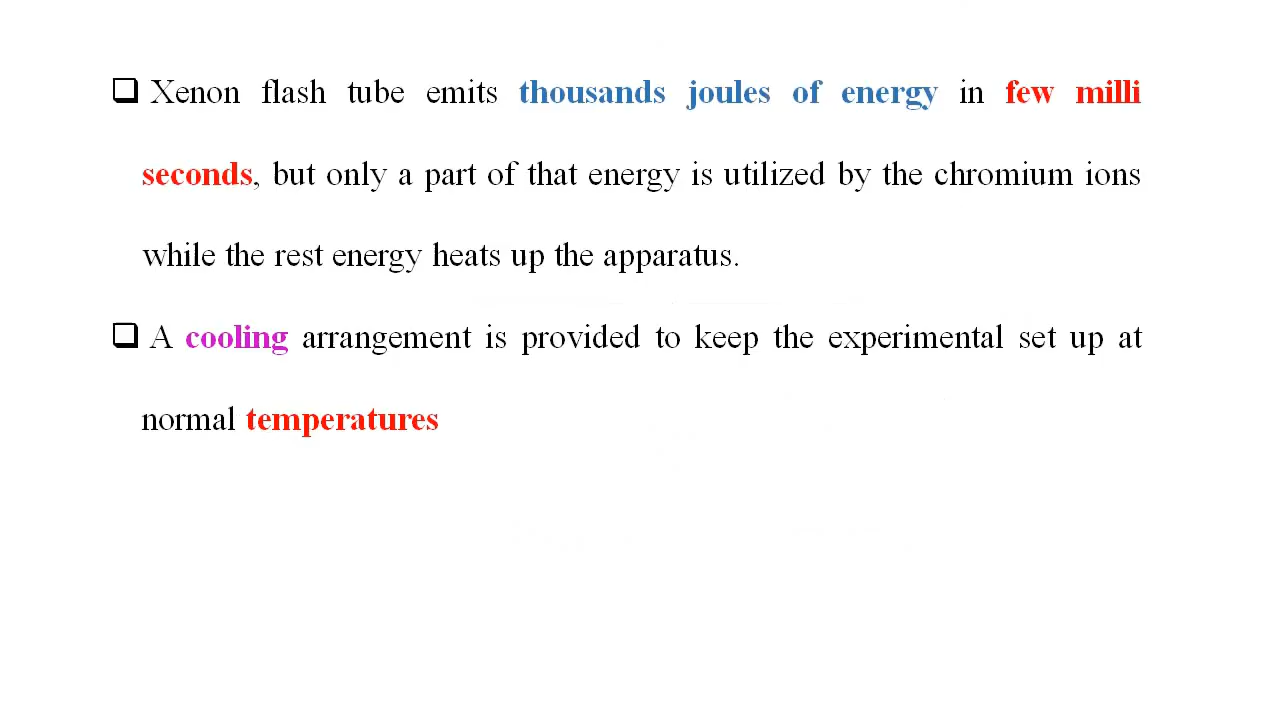 ❑ Xenon flash tube emits thousands joules of energy in few milli
seconds, but only a part of that energy is utilized by the chromium ions
while the rest energy heats up the apparatus.
❑ A cooling arrangement is provided to keep the experimental set up at
normal temperatures